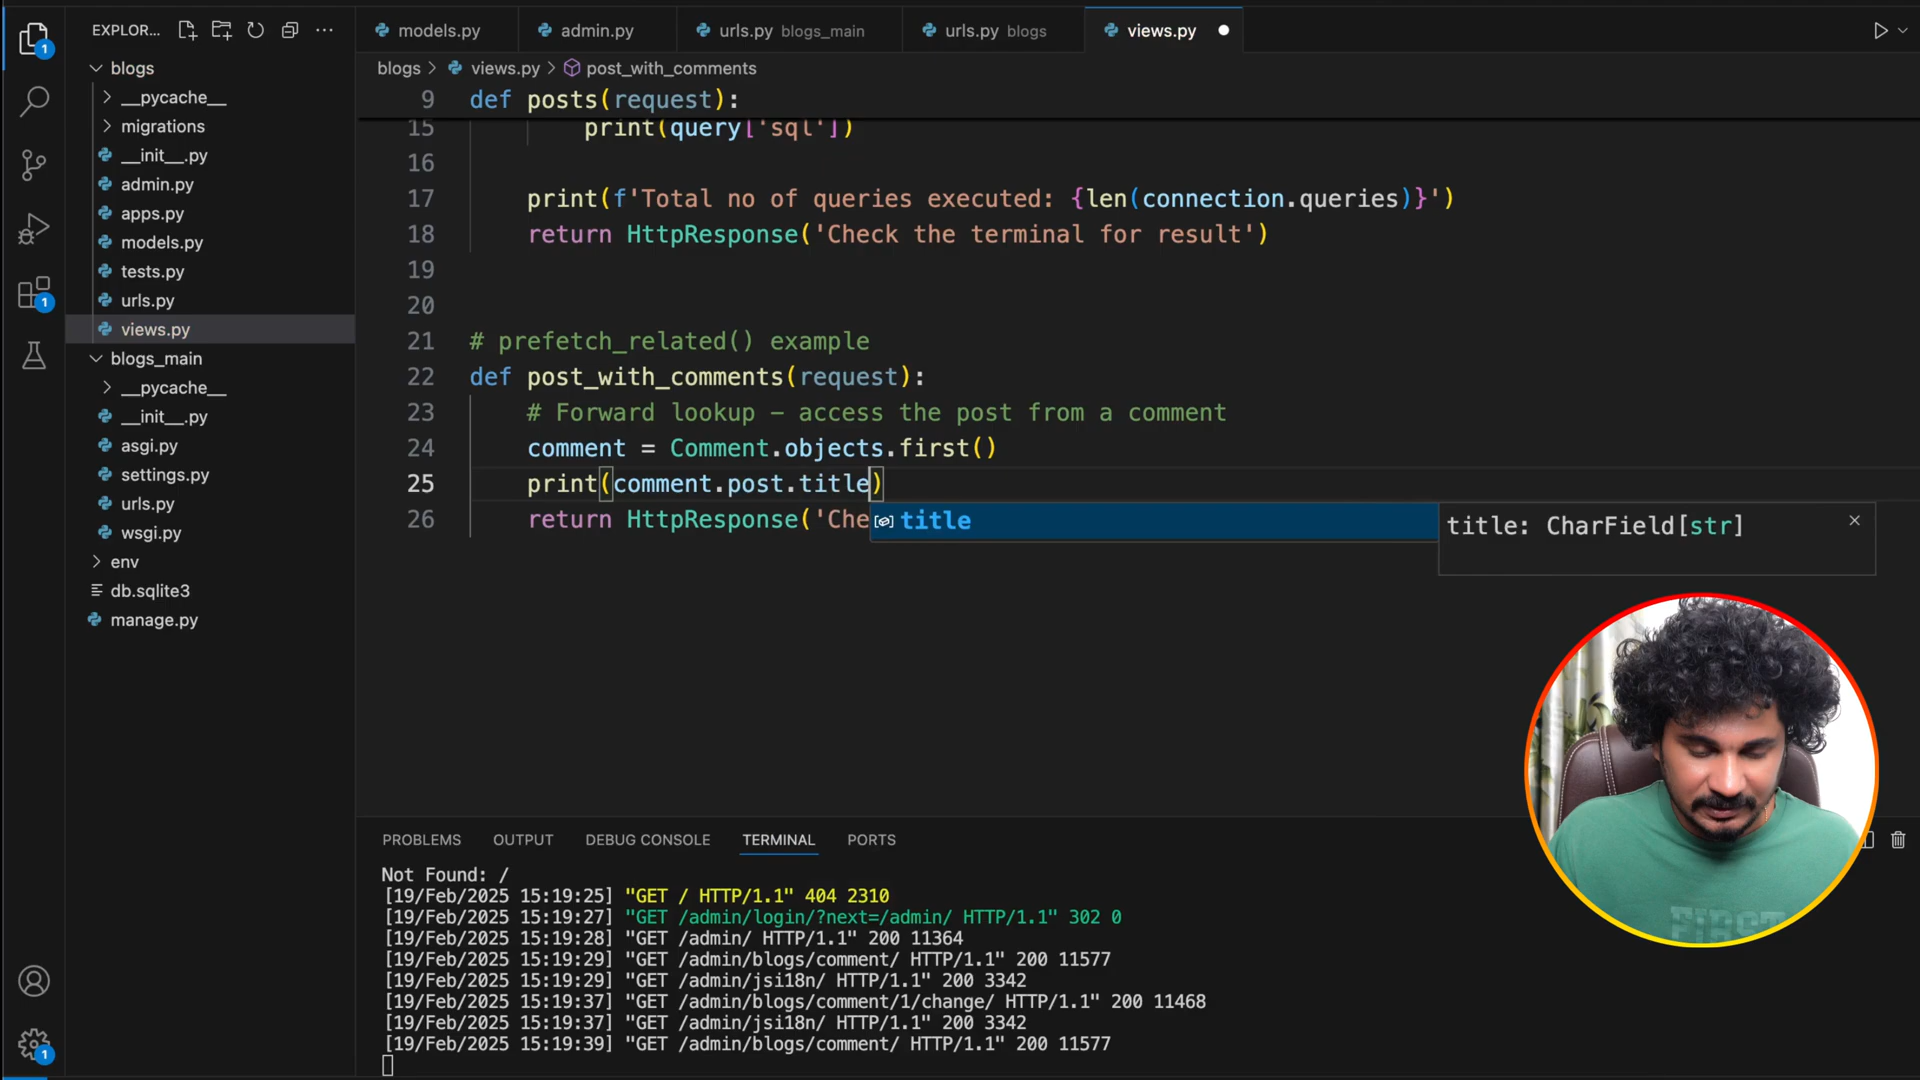 EXPLOR...
models.py
admin.py
urls.py blogs_main
urls.py blogs
views.py
blogs > views.py > post_with_comments
blogs
__pycache__
migrations
__init__.py
admin.py
apps.py
models.py
tests.py
urls.py
views.py
blogs_main
__pycache__
__init__.py
asgi.py
settings.py
urls.py
wsgi.py
env
db.sqlite3
manage.py
1
1
1
9 def posts(request):
15 print(query['sql'])
16
17 print(f'Total no of queries executed: {len(connection.queries)}')
18 return HttpResponse('Check the terminal for result')
19
20
21 # prefetch_related() example
22 def post_with_comments(request):
23 # Forward lookup – access the post from a comment
24 comment = Comment.objects.first()
25 print(comment.post.title)
26 return HttpResponse('Che
title
title: CharField[str]
PROBLEMS OUTPUT DEBUG CONSOLE TERMINAL PORTS
Not Found: /
[19/Feb/2025 15:19:25] "GET / HTTP/1.1" 404 2310
[19/Feb/2025 15:19:27] "GET /admin/login/?next=/admin/ HTTP/1.1" 302 0
[19/Feb/2025 15:19:28] "GET /admin/ HTTP/1.1" 200 11364
[19/Feb/2025 15:19:29] "GET /admin/blogs/comment/ HTTP/1.1" 200 11577
[19/Feb/2025 15:19:29] "GET /admin/jsi18n/ HTTP/1.1" 200 3342
[19/Feb/2025 15:19:37] "GET /admin/blogs/comment/1/change/ HTTP/1.1" 200 11468
[19/Feb/2025 15:19:37] "GET /admin/jsi18n/ HTTP/1.1" 200 3342
[19/Feb/2025 15:19:39] "GET /admin/blogs/comment/ HTTP/1.1" 200 11577
FIRST